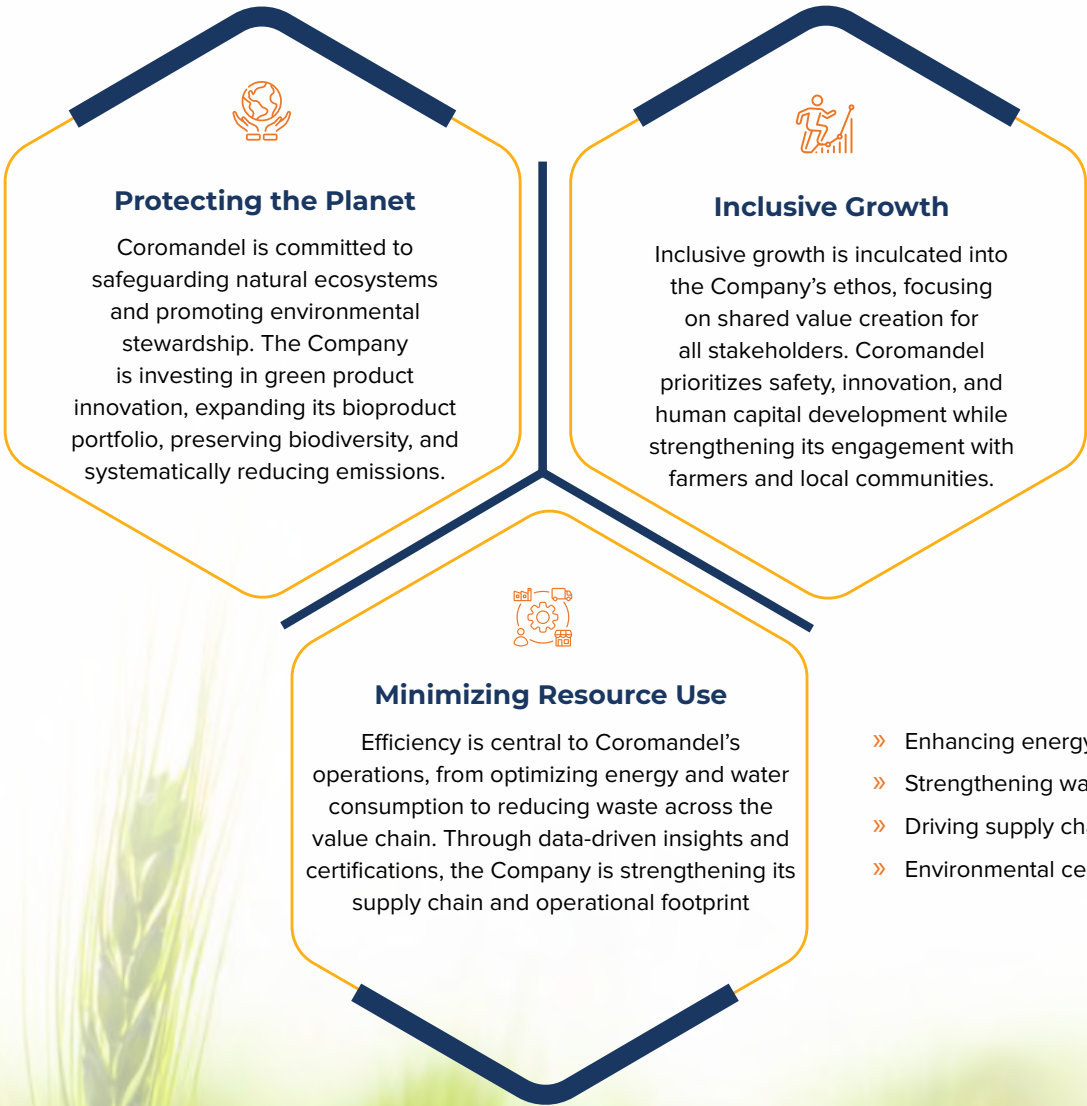 Protecting the Planet
Coromandel is committed to
safeguarding natural ecosystems
and promoting environmental
stewardship. The Company
is investing in green product
innovation, expanding its bioproduct
portfolio, preserving biodiversity, and
systematically reducing emissions.
Inclusive Growth
Inclusive growth is inculcated into
the Company’s ethos, focusing
on shared value creation for
all stakeholders. Coromandel
prioritizes safety, innovation, and
human capital development while
strengthening its engagement with
farmers and local communities.
Minimizing Resource Use
Efficiency is central to Coromandel’s
operations, from optimizing energy and water
consumption to reducing waste across the
value chain. Through data-driven insights and
certifications, the Company is strengthening its
supply chain and operational footprint
» Enhancing energy
» Strengthening
» Driving supply
» Environmental